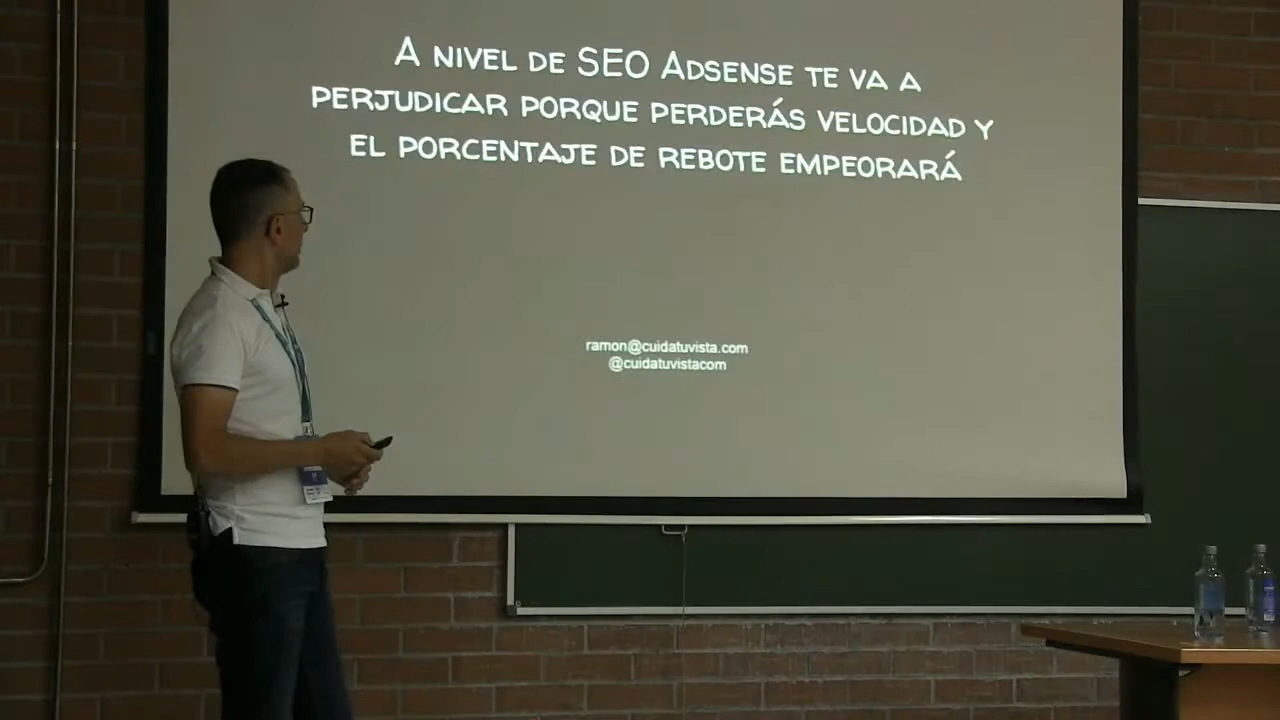 A NIVEL DE SEO ADSENSE TE VA A
PERJUDICAR PORQUE PERDERÁS VELOCIDAD Y
EL PORCENTAJE DE REBOTE EMPEORARÁ
ramon@cuidatuvista.com
@cuidatuvistacom